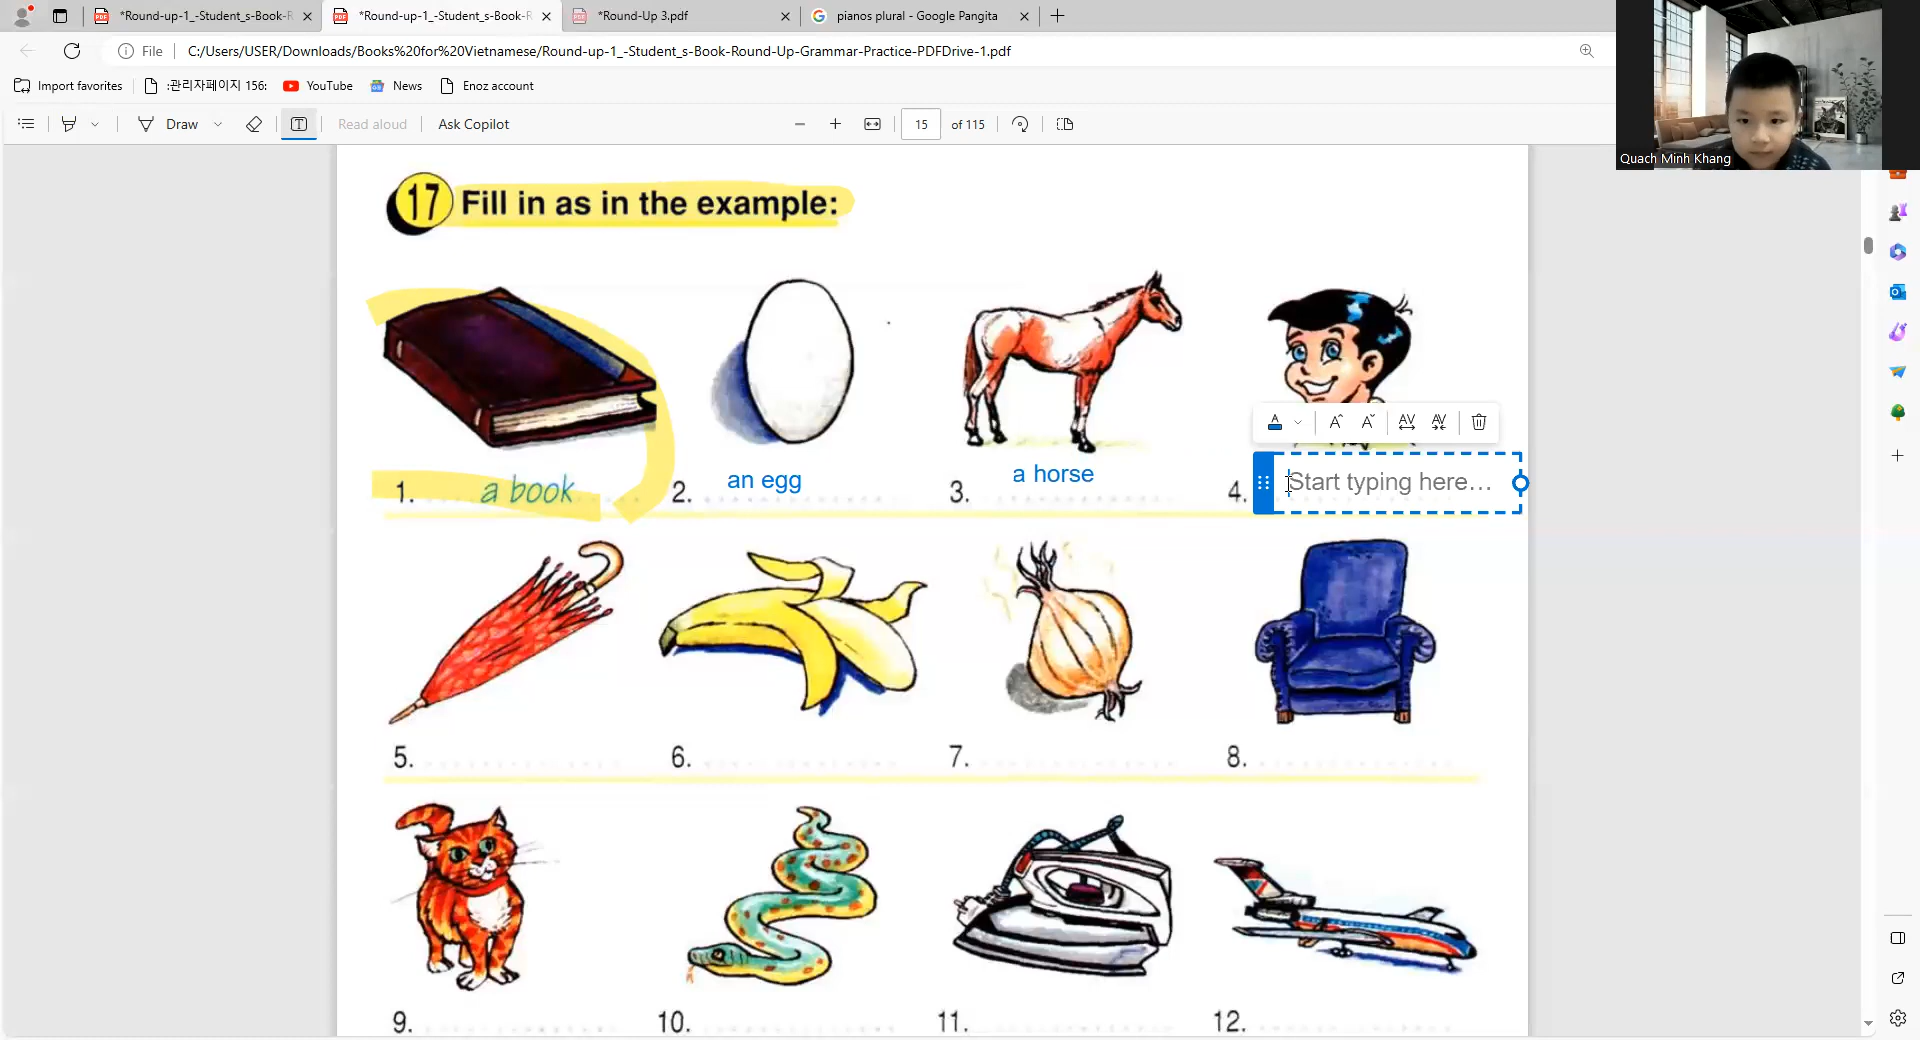 *Round-up-1_-Student_s-Book-R
*Round-up-1_-Student_s-Book-R
*Round-Up 3.pdf
pianos plural - Google Pangita
File
C:/Users/USER/Downloads/Books%20for%20Vietnamese/Round-up-1_-Student_s-Book-Round-Up-Grammar-Practice-PDFDrive-1.pdf
Import favorites
:관리자페이지 156:
YouTube
News
Enoz account
Draw
Read aloud
Ask Copilot
15 of 115
Quach Minh Khang
17 Fill in as in the example:
1. a book
2. an egg
3. a horse
4. Start typing here...
5.
6.
7.
8.
9.
10.
11.
12.